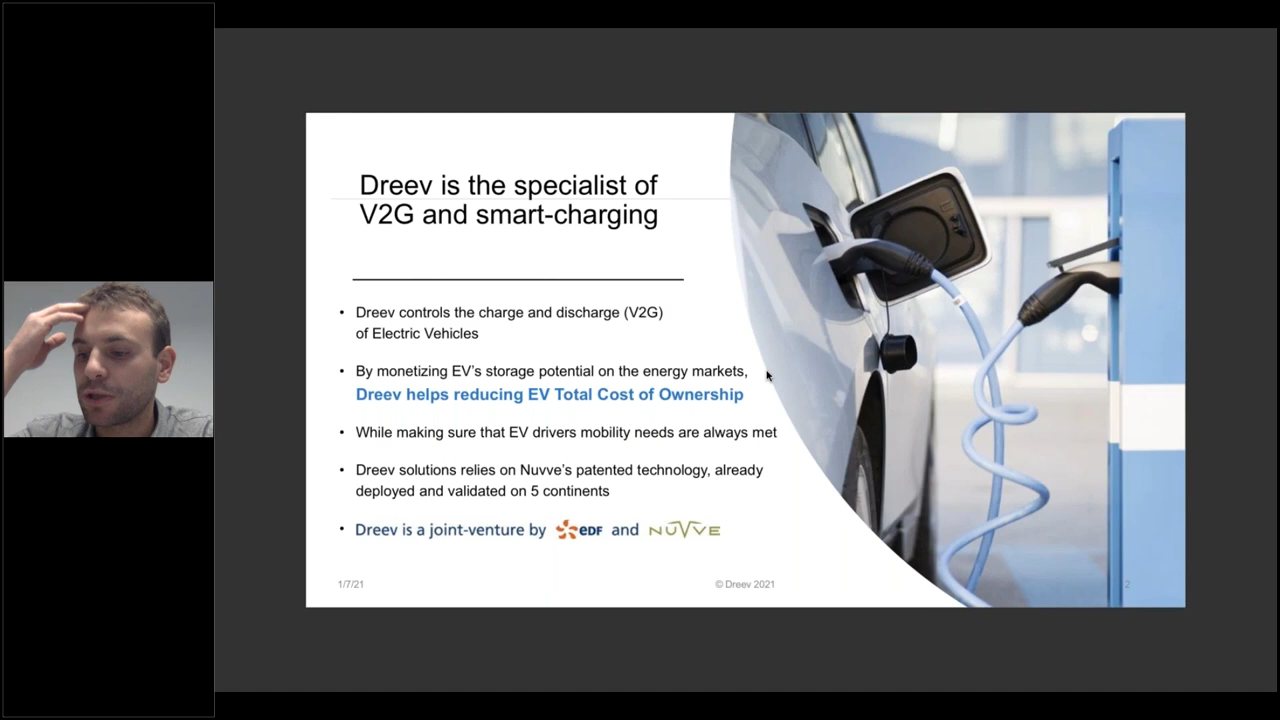 Dreev is the specialist of
V2G and smart-charging
• Dreev controls the charge and discharge (V2G)
of Electric Vehicles
• By monetizing EV's storage potential on the energy markets,
Dreev helps reducing EV Total Cost of Ownership
• While making sure that EV drivers mobility needs are always met
• Dreev solutions relies on Nuvve's patented technology, already
deployed and validated on 5 continents
• Dreev is a joint-venture by eDF and NUVVE
1/7/21
© Dreev 2021
2